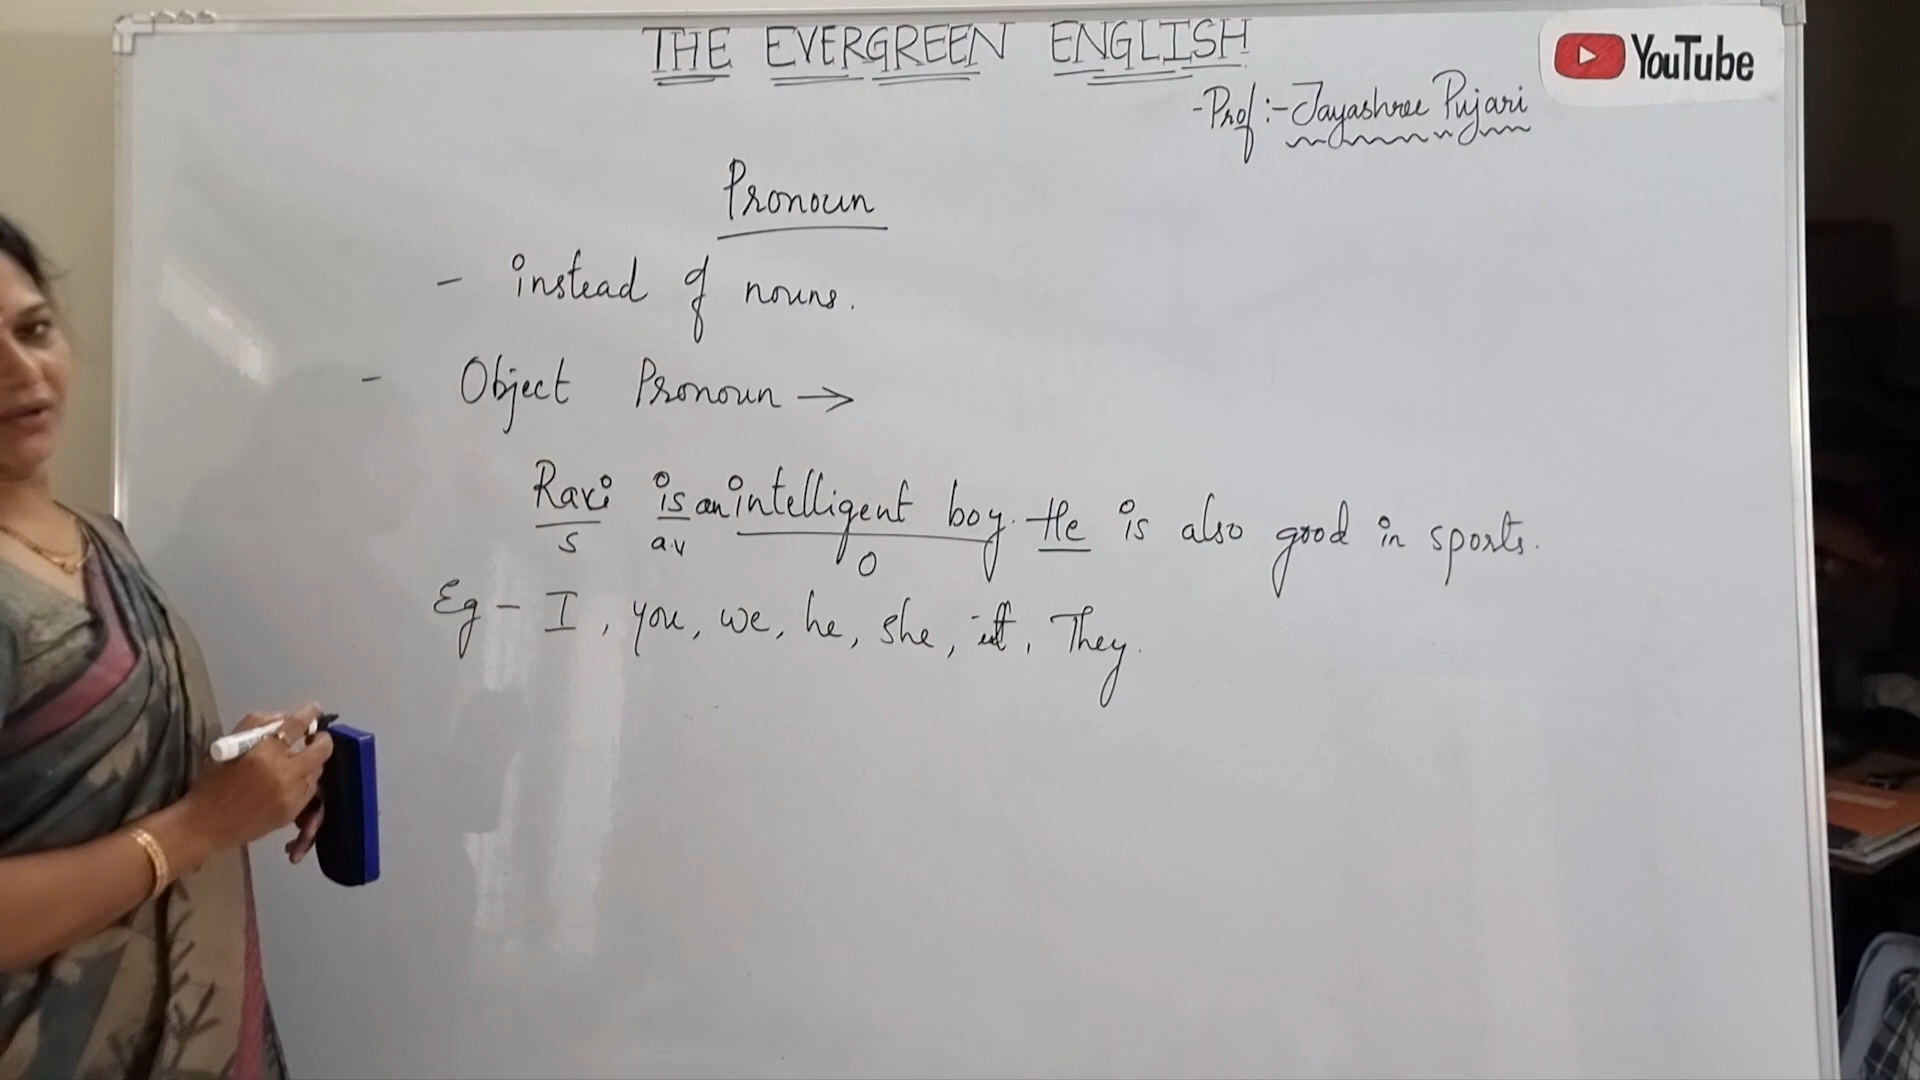 THE EVERGREEN ENGLISH
YouTube
-Prof:- Jayashree Pujari
Pronoun
- instead of nouns.
- Object Pronoun →
Ravi is an intelligent boy. He is also good in sports.
S a.v O
Eg - I, you, we, he, she, it, They.